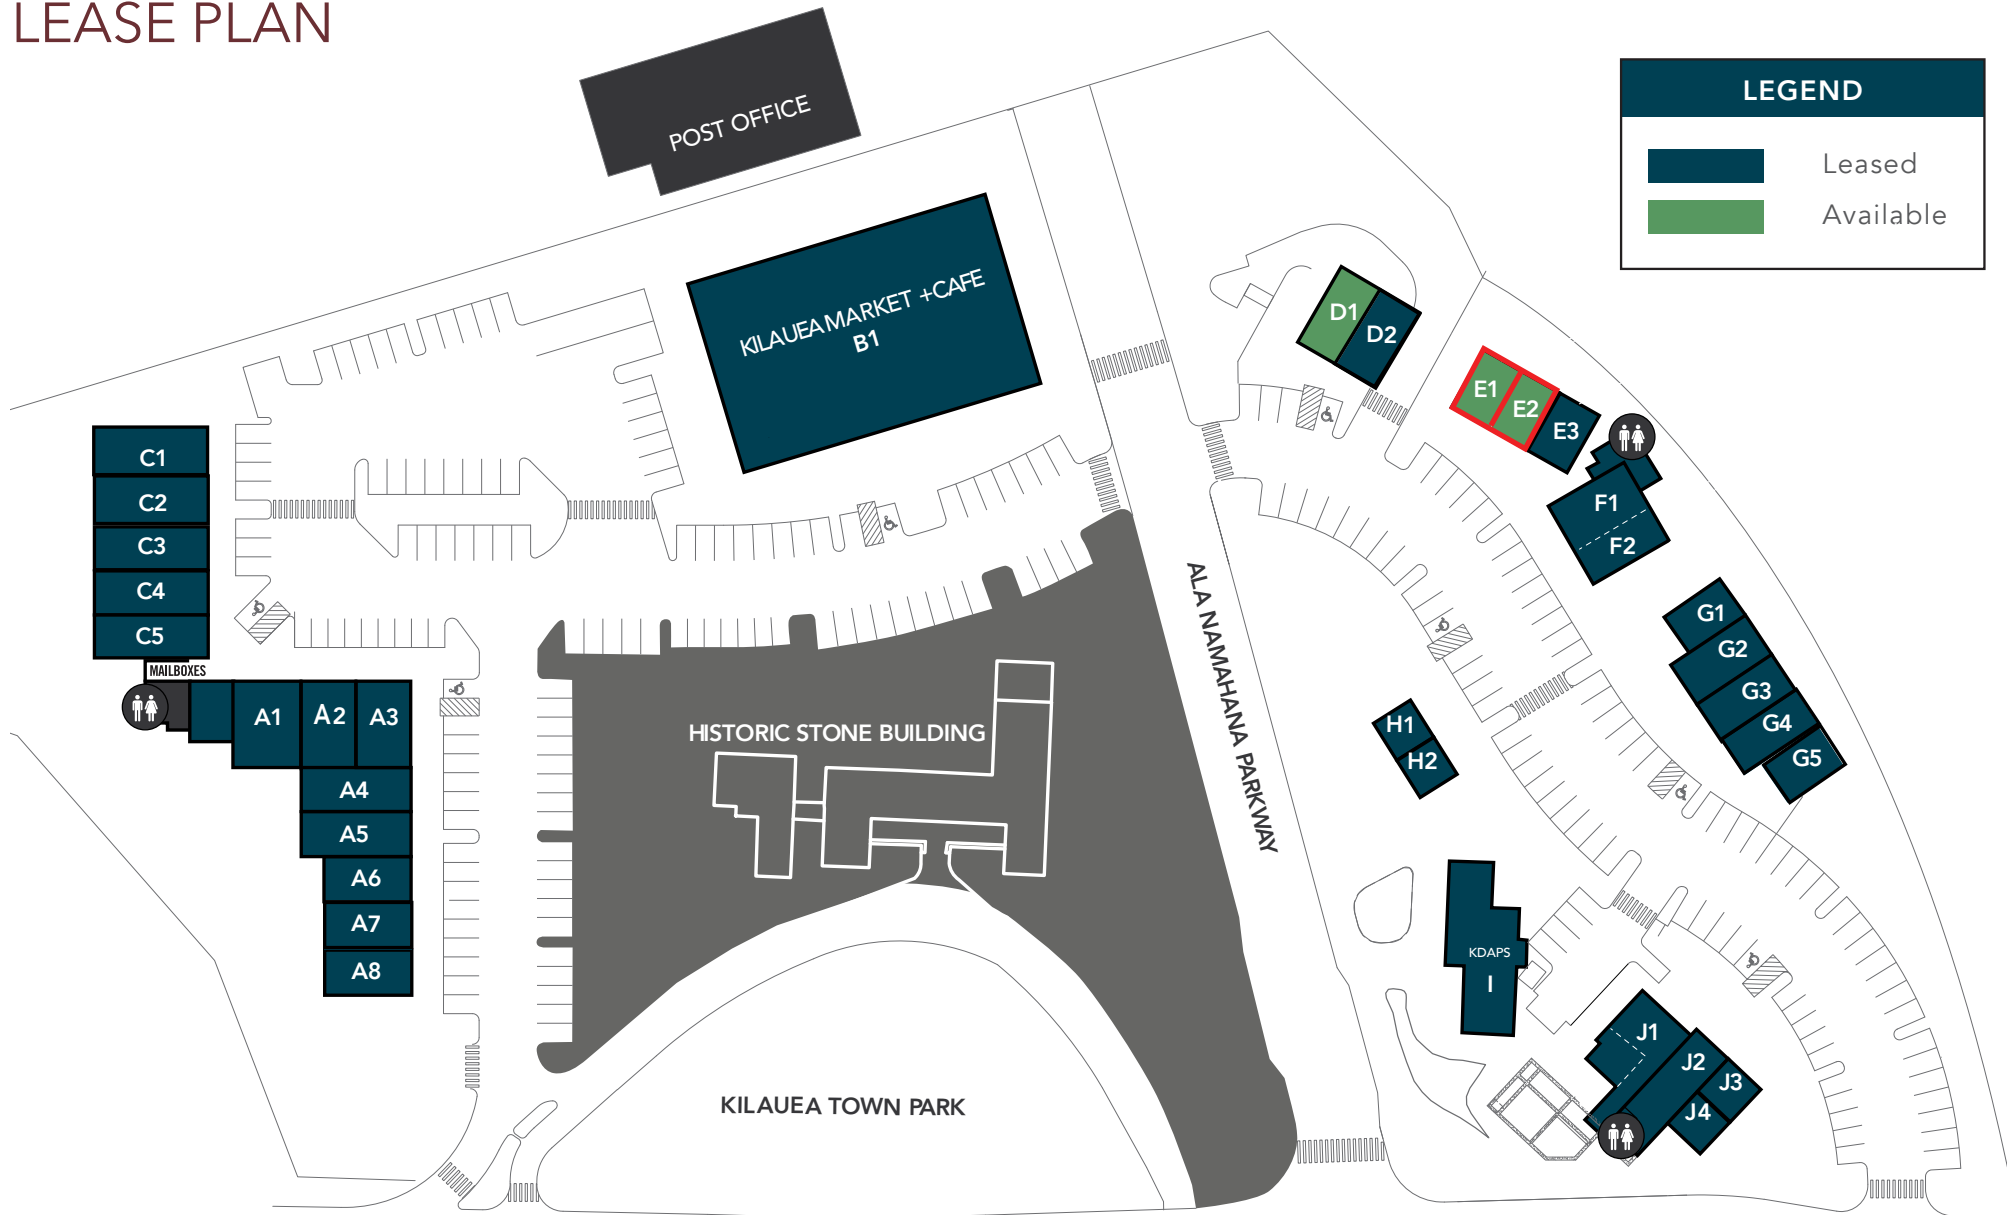 LEASE PLAN
POST OFFICE
LEGEND
Leased
Available
KILAUEA MARKET +CAFE
B1
D1
D2
E1
E2
E3
F1
F2
C1
C2
C3
C4
C5
MAILBOXES
A1
A2
A3
A4
A5
A6
A7
A8
HISTORIC STONE BUILDING
ALA NAMAHANA PARKWAY
G1
G2
G3
G4
G5
H1
H2
KDAPS
I
J1
J2
J3
J4
KILAUEA TOWN PARK